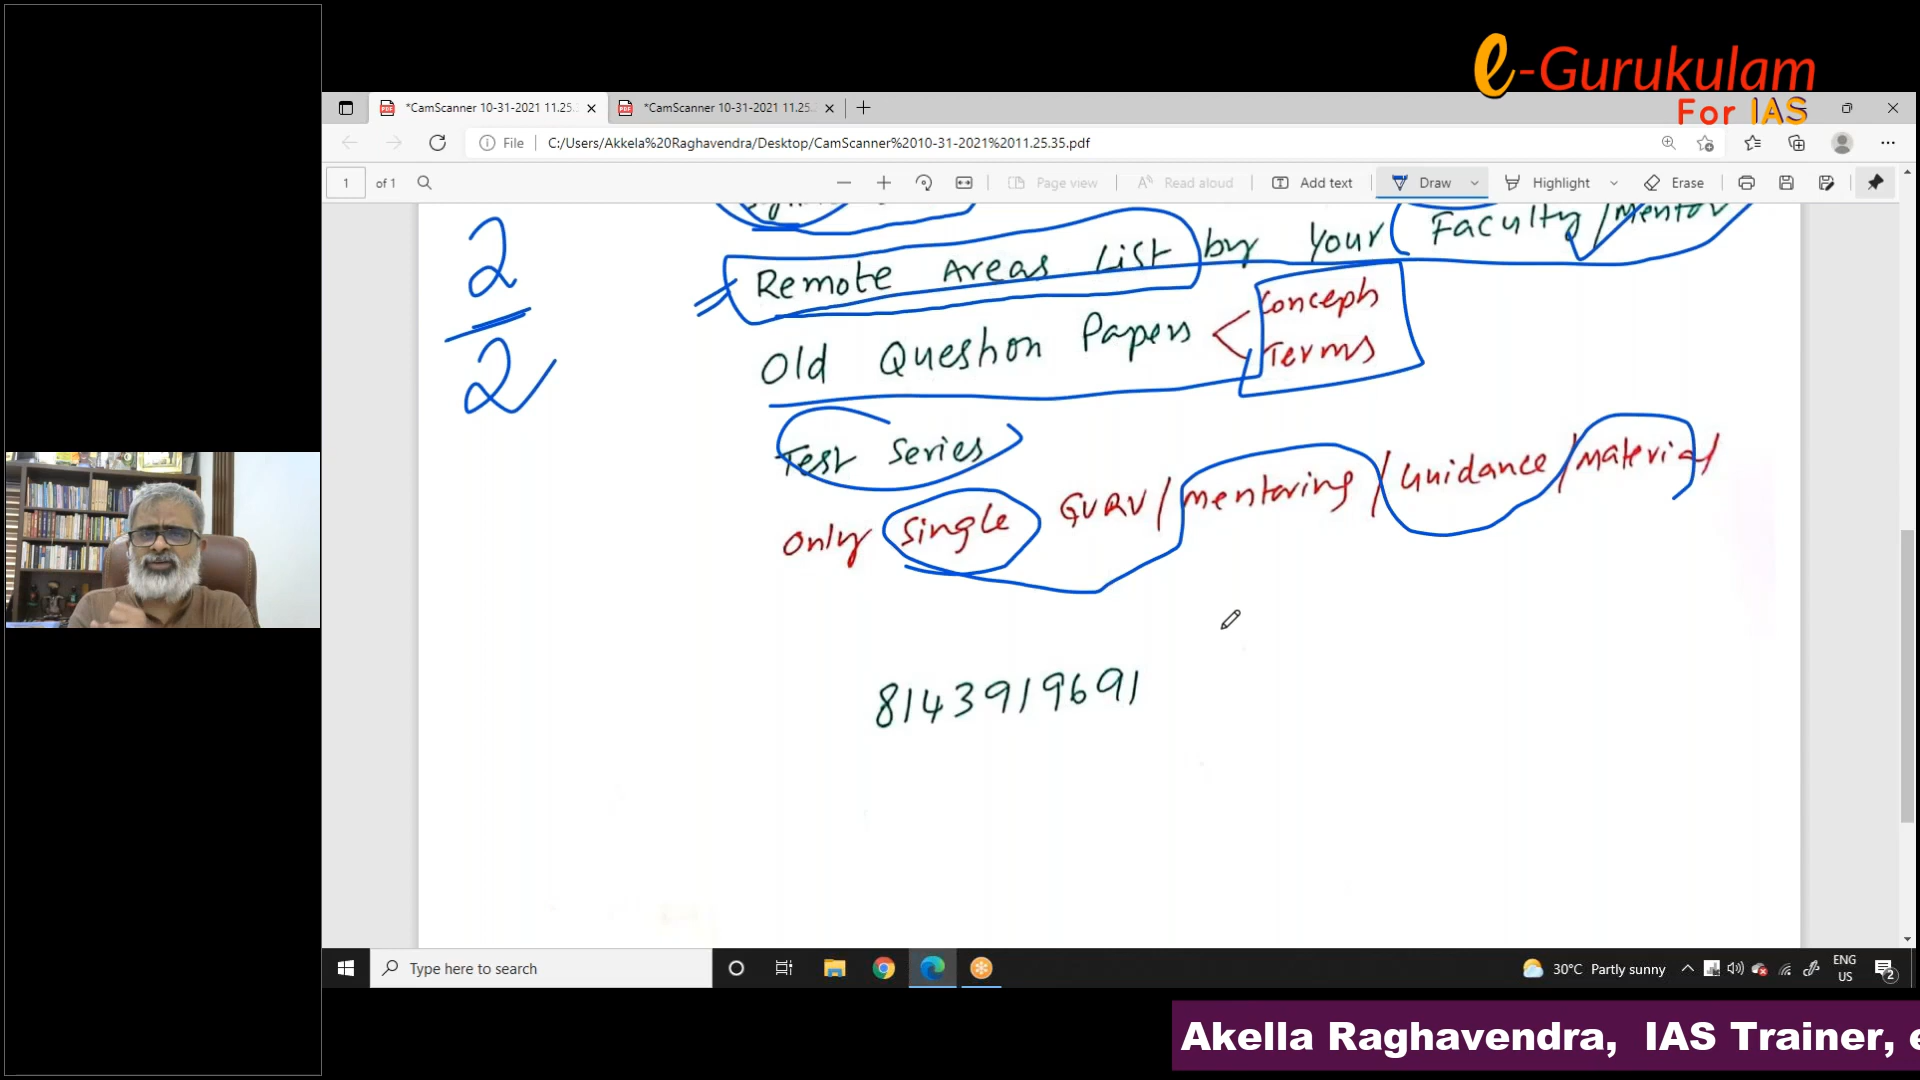 e-Gurukulam
For IAS
*CamScanner 10-31-2021 11.25.
*CamScanner 10-31-2021 11.25.
File
C:/Users/Akkela%20Raghavendra/Desktop/CamScanner%2010-31-2021%2011.25.35.pdf
1 of 1
Page view
Read aloud
Add text
Draw
Highlight
Erase
2
2
Remote Areas List by Your Faculty/Mentor
Old Question Papers
Concepts
Terms
Test Series
only Single GURU/mentoring/Guidance/material
8143919691
Type here to search
30°C Partly sunny
ENG
US
2
Akella Raghavendra, IAS Trainer, e